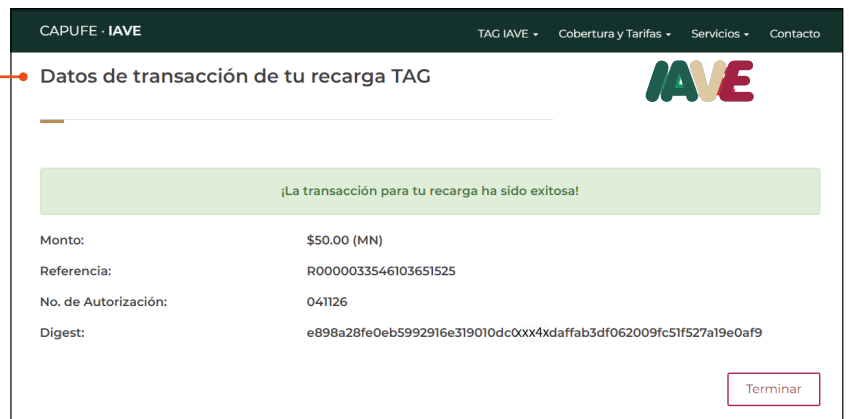 CAPUFE · IAVE TAG IAVE Cobertura y Tarifas Servicios Contacto
Datos de transacción de tu recarga TAG
IAVE
¡La transacción para tu recarga ha sido exitosa!
Monto: $50.00 (MN)
Referencia: R0000033546103651525
No. de Autorización: 041126
Digest: e898a28fe0eb5992916e319010dc0xxx4xdaffab3df062009fc51f527a19e0af9
Terminar